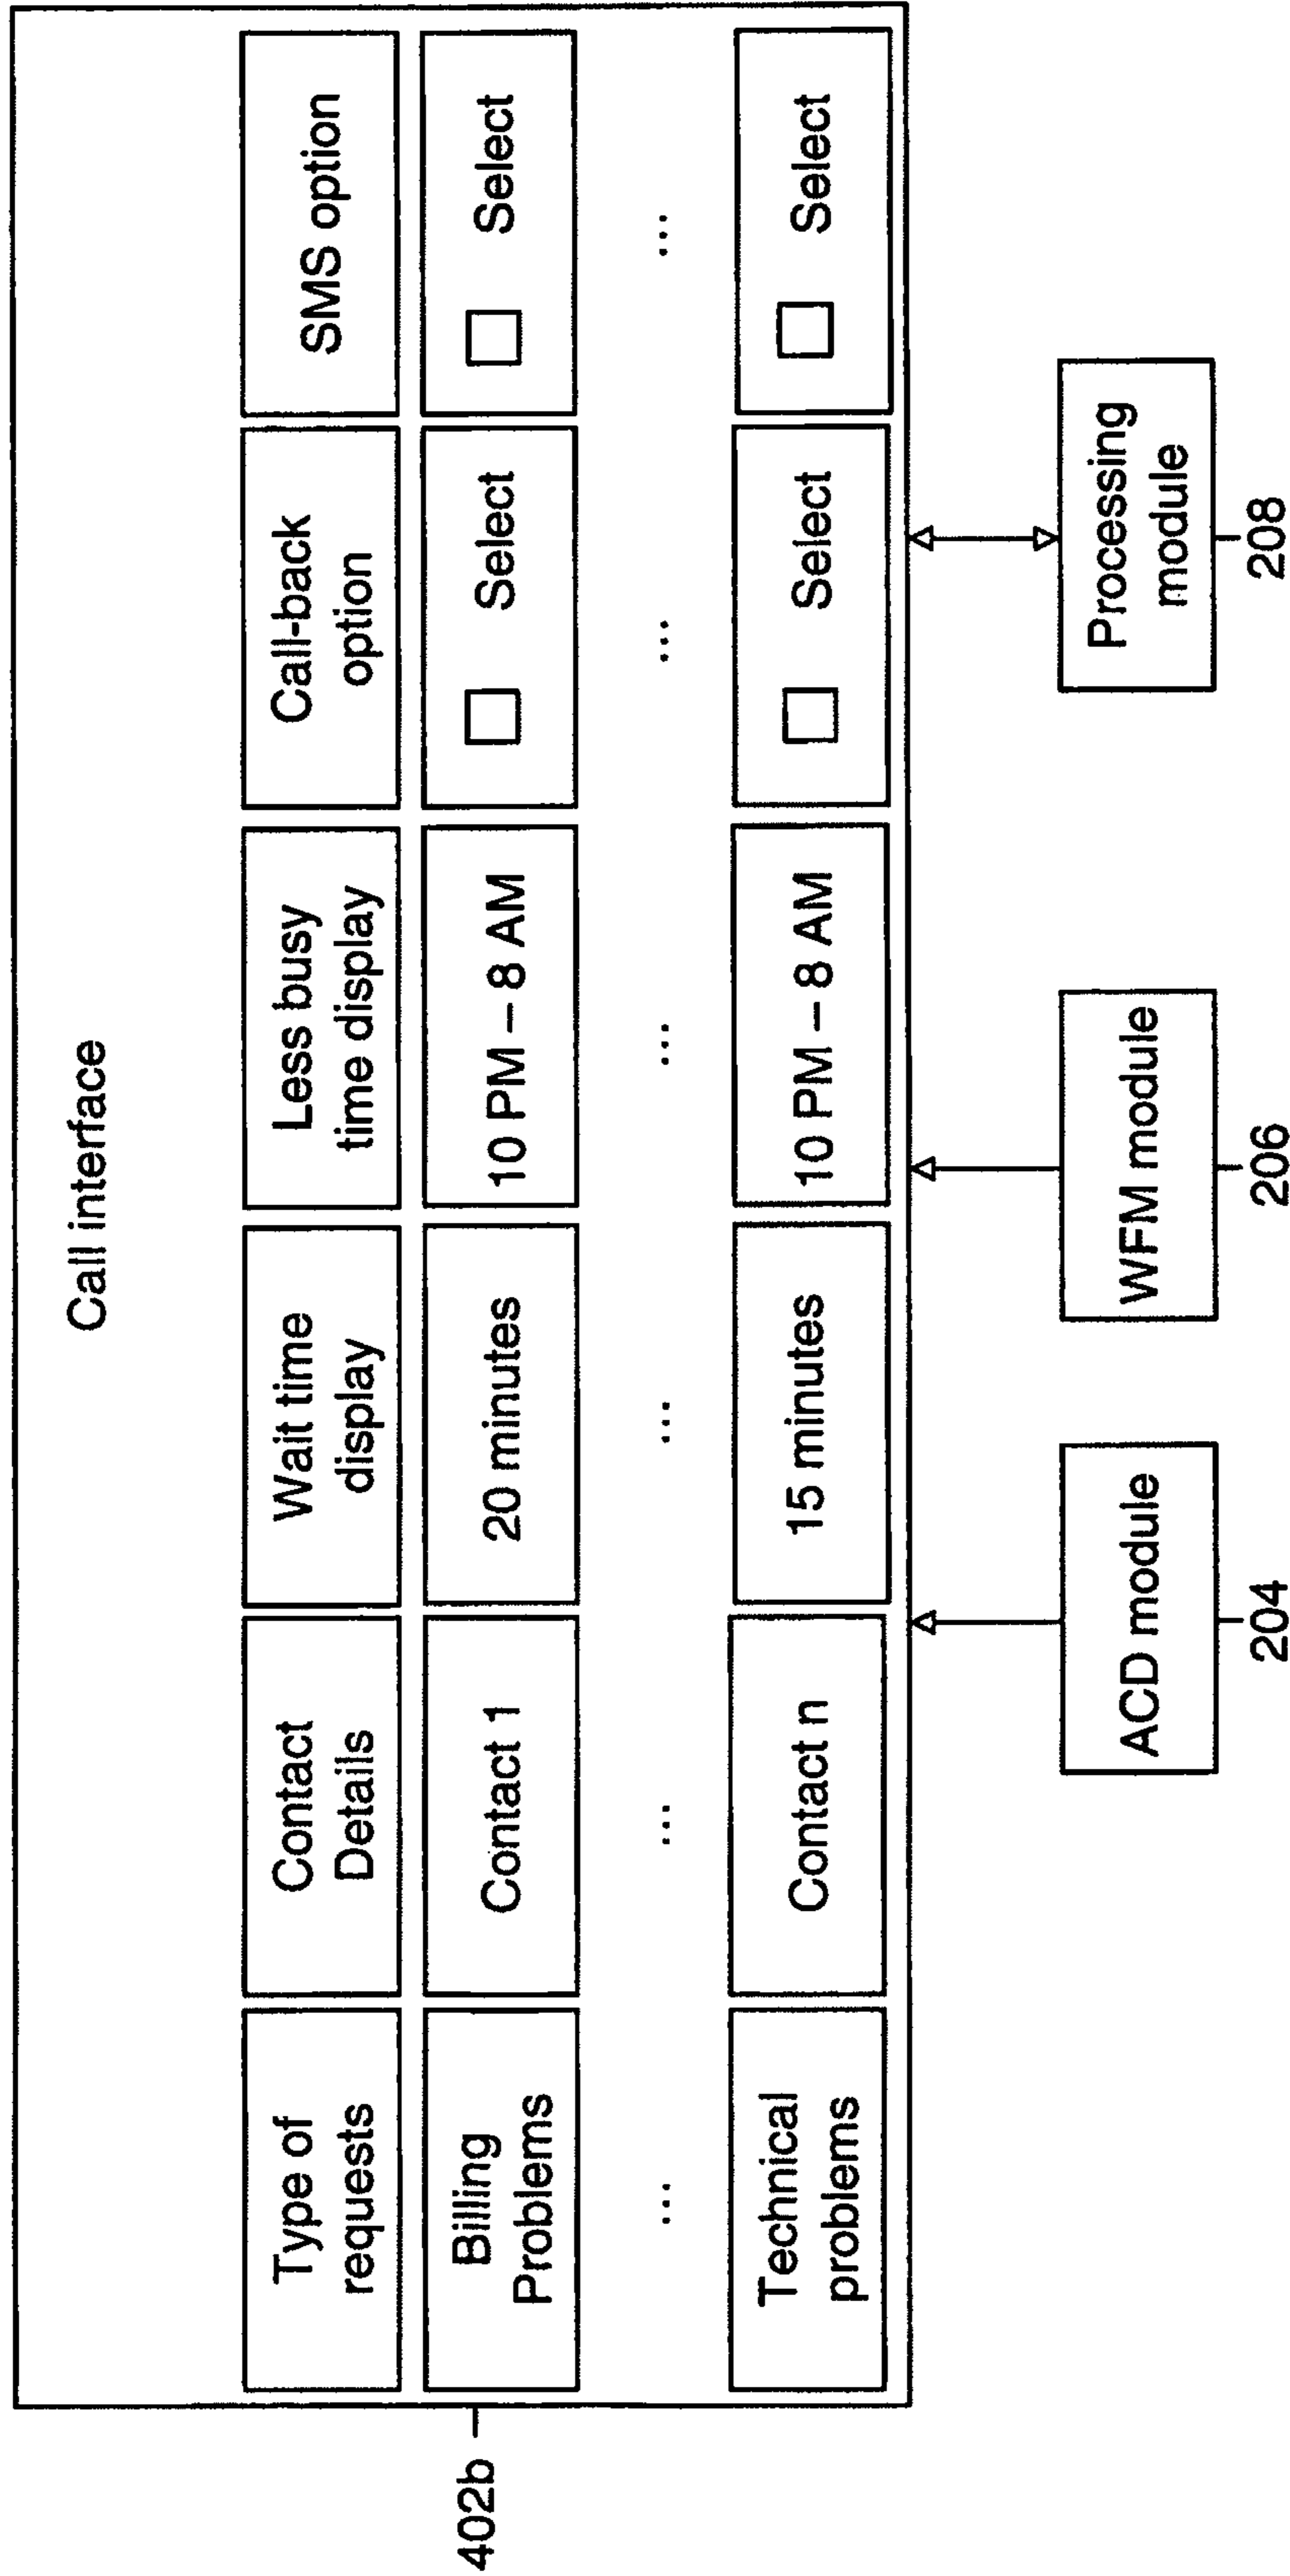 Call interface
Type of
requests
Contact
Details
Wait time
display
Less busy
time display
Call-back
option
SMS option
402b
Billing
Problems
Contact 1
20 minutes
10 PM – 8 AM
Select
Select
...
...
...
...
...
...
Technical
problems
Contact n
15 minutes
10 PM – 8 AM
Select
Select
ACD module
204
WFM module
206
Processing
module
208